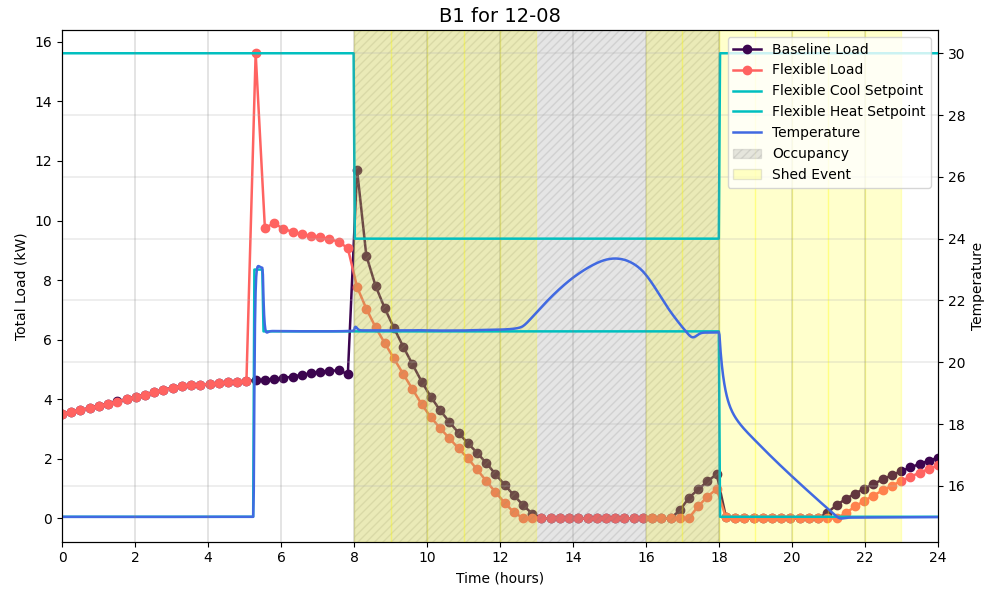 B1 for 12-08
Total Load (kW)
16
14
12
10
8
6
4
2
0
Baseline Load
Flexible Load
Flexible Cool Setpoint
Flexible Heat Setpoint
Temperature
Occupancy
Shed Event
30
28
26
24
22
20
18
16
Temperature
0 2 4 6 8 10 12 14 16 18 20 22 24
Time (hours)